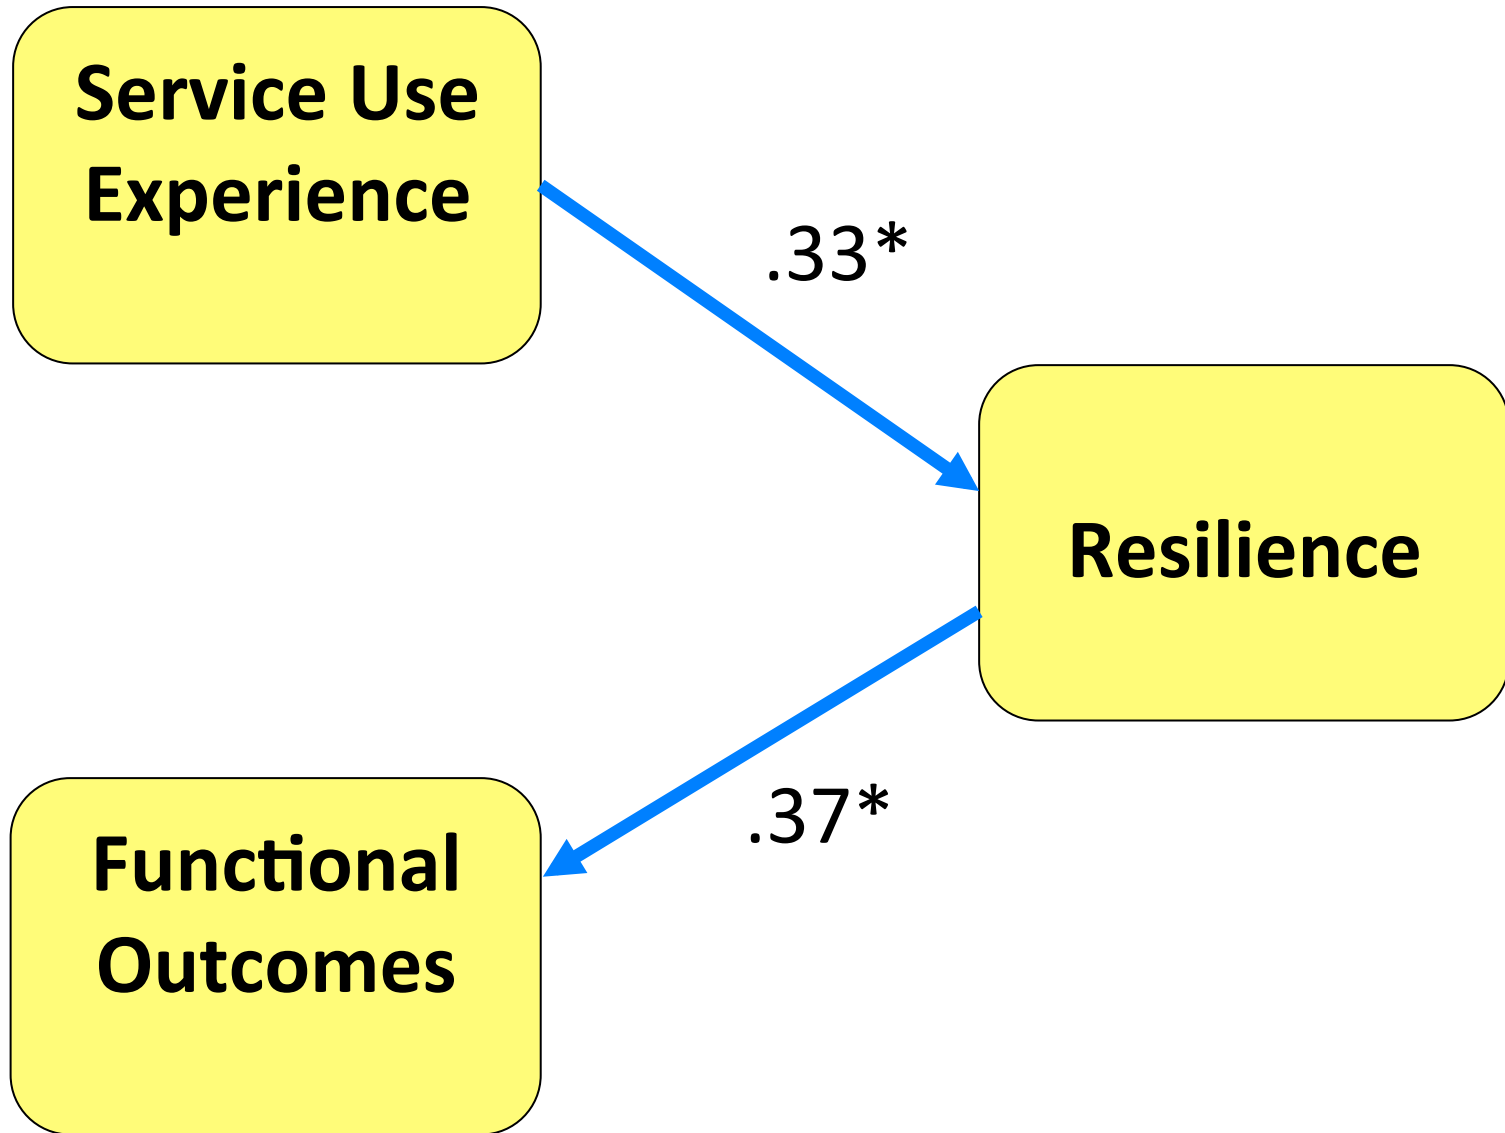 Service Use
Experience
.33*
Resilience
.37*
Functional
Outcomes